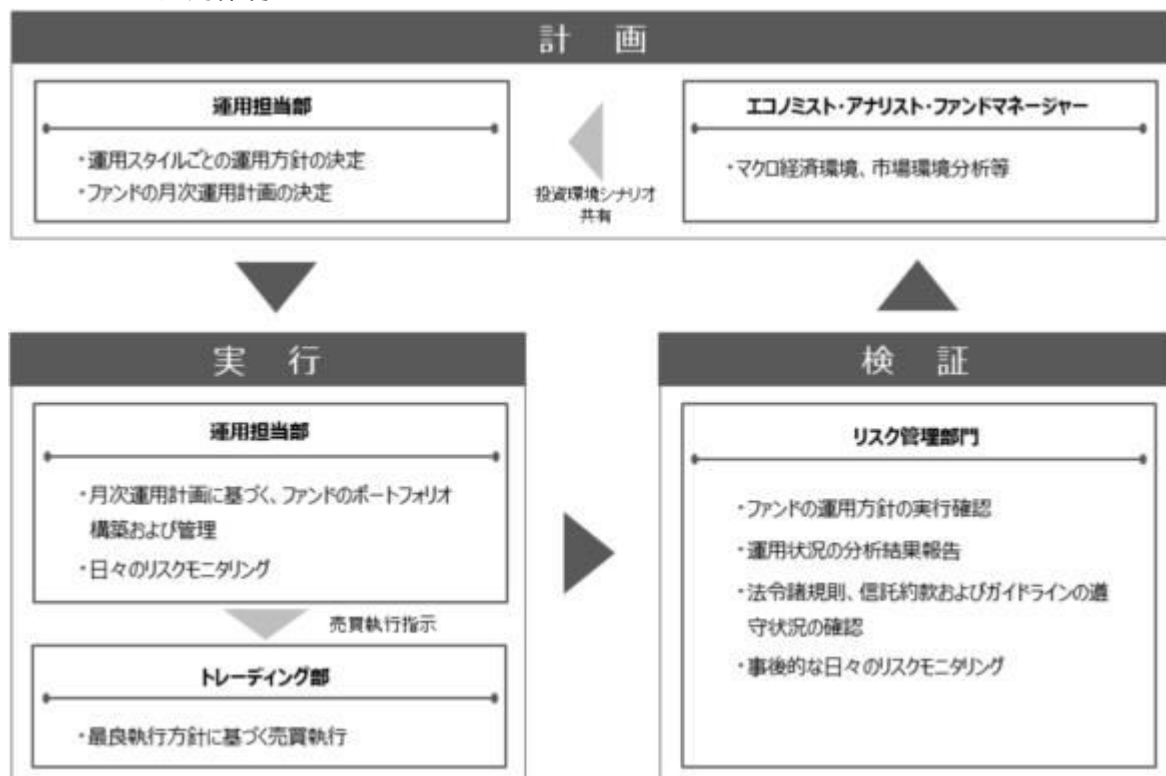 計 画
運用担当部
・運用スタイルごとの運用方針の決定
・ファンドの月次運用計画の決定
投資環境シナリオ
共有
エコノミスト・アナリスト・ファンドマネージャー
・マクロ経済環境、市場環境分析等
実 行
運用担当部
・月次運用計画に基づく、ファンドのポートフォリオ
構築および管理
・日々のリスクモニタリング
売買執行指示
トレーディング部
・最良執行方針に基づく売買執行
検 証
リスク管理部門
・ファンドの運用方針の実行確認
・運用状況の分析結果報告
・法令諸規則、信託約款およびガイドラインの遵
守状況の確認
・事後的な日々のリスクモニタリング